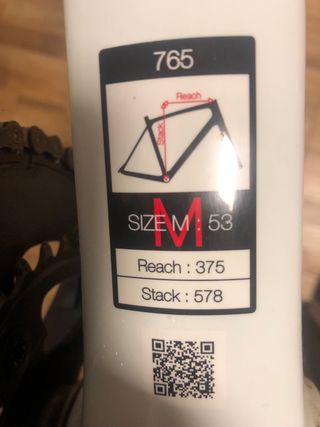 765
Reach
Stack
SIZE M : 53
M
Reach : 375
Stack : 578